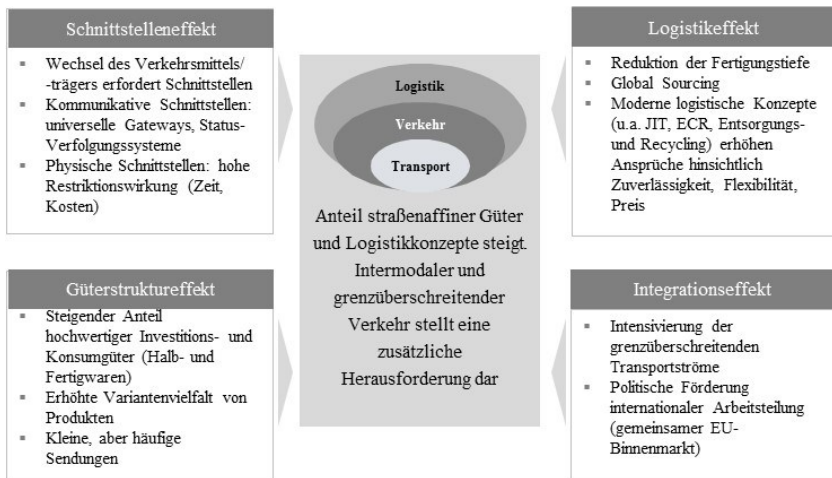 Schnittstelleneffekt
Wechsel des Verkehrsmittels/
-trägers erfordert Schnittstellen
Kommunikative Schnittstellen:
universelle Gateways, Status-
Verfolgungssysteme
Physische Schnittstellen: hohe
Restriktionswirkung (Zeit,
Kosten)
Logistik
Verkehr
Transport
Anteil straßenaffiner Güter
und Logistikkonzepte steigt.
Intermodaler und
grenzüberschreitender
Verkehr stellt eine
zusätzliche
Herausforderung dar
Logistikeffekt
Reduktion der Fertigungstiefe
Global Sourcing
Moderne logistische Konzepte
(u.a. JIT, ECR, Entsorgungs-
und Recycling) erhöhen
Ansprüche hinsichtlich
Zuverlässigkeit, Flexibilität,
Preis
Güterstruktureffekt
Steigender Anteil
hochwertiger Investitions- und
Konsumgüter (Halb- und
Fertigwaren)
Erhöhte Variantenvielfalt von
Produkten
Kleine, aber häufige
Sendungen
Integrationseffekt
Intensivierung der
grenzüberschreitenden
Transportströme
Politische Förderung
internationaler Arbeitsteilung
(gemeinsamer EU-
Binnenmarkt)